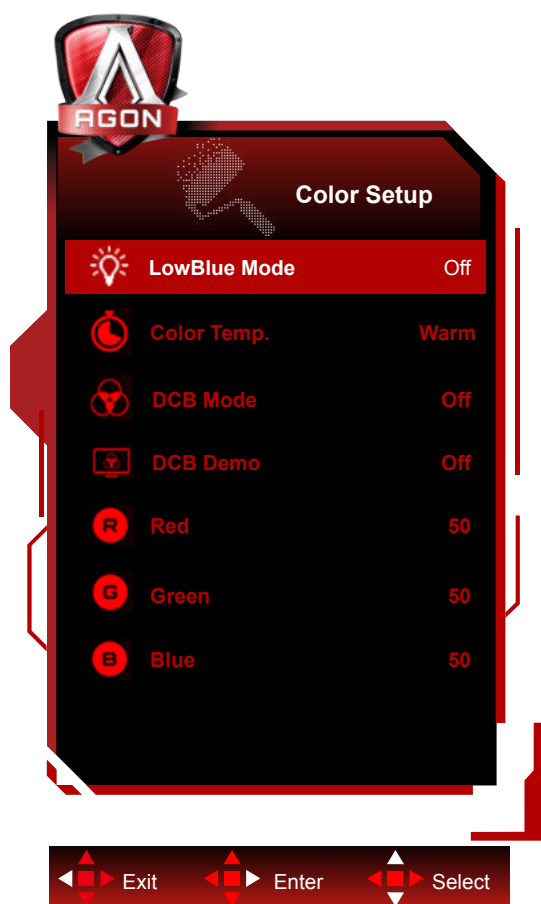 AGON
Color Setup
LowBlue Mode Off
Color Temp. Warm
DCB Mode Off
DCB Demo Off
R Red 50
G Green 50
B Blue 50
Exit Enter Select